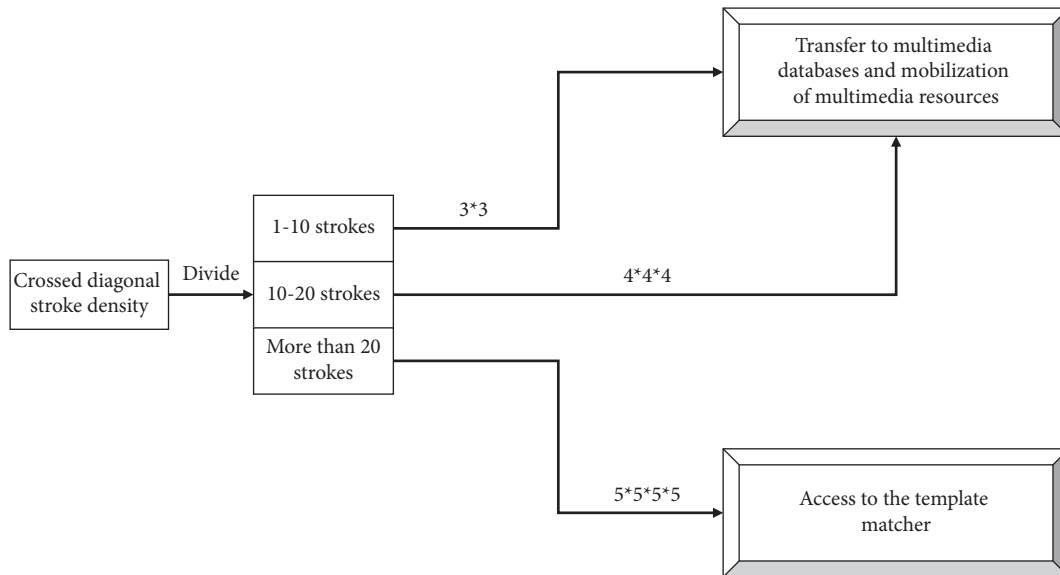 Transfer to multimedia
databases and mobilization
of multimedia resources
3*3
1-10 strokes
Crossed diagonal
stroke density
Divide
10-20 strokes
4*4*4
More than 20
strokes
5*5*5*5
Access to the template
matcher